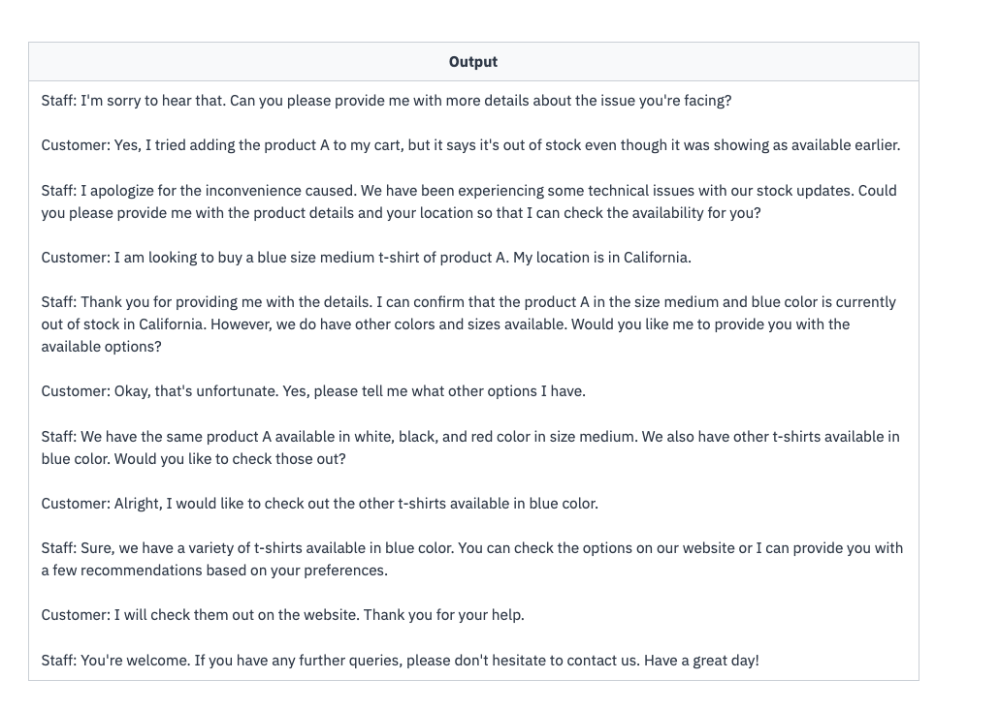 Output
Staff: I'm sorry to hear that. Can you please provide me with more details about the issue you're facing?
Customer: Yes, I tried adding the product A to my cart, but it says it's out of stock even though it was showing as available earlier.
Staff: I apologize for the inconvenience caused. We have been experiencing some technical issues with our stock updates. Could
you please provide me with the product details and your location so that I can check the availability for you?
Customer: I am looking to buy a blue size medium t-shirt of product A. My location is in California.
Staff: Thank you for providing me with the details. I can confirm that the product A in the size medium and blue color is currently
out of stock in California. However, we do have other colors and sizes available. Would you like me to provide you with the
available options?
Customer: Okay, that's unfortunate. Yes, please tell me what other options I have.
Staff: We have the same product A available in white, black, and red color in size medium. We also have other t-shirts available in
blue color. Would you like to check those out?
Customer: Alright, I would like to check out the other t-shirts available in blue color.
Staff: Sure, we have a variety of t-shirts available in blue color. You can check the options on our website or I can provide you with
a few recommendations based on your preferences.
Customer: I will check them out on the website. Thank you for your help.
Staff: You're welcome. If you have any further queries, please don't hesitate to contact us. Have a great day!